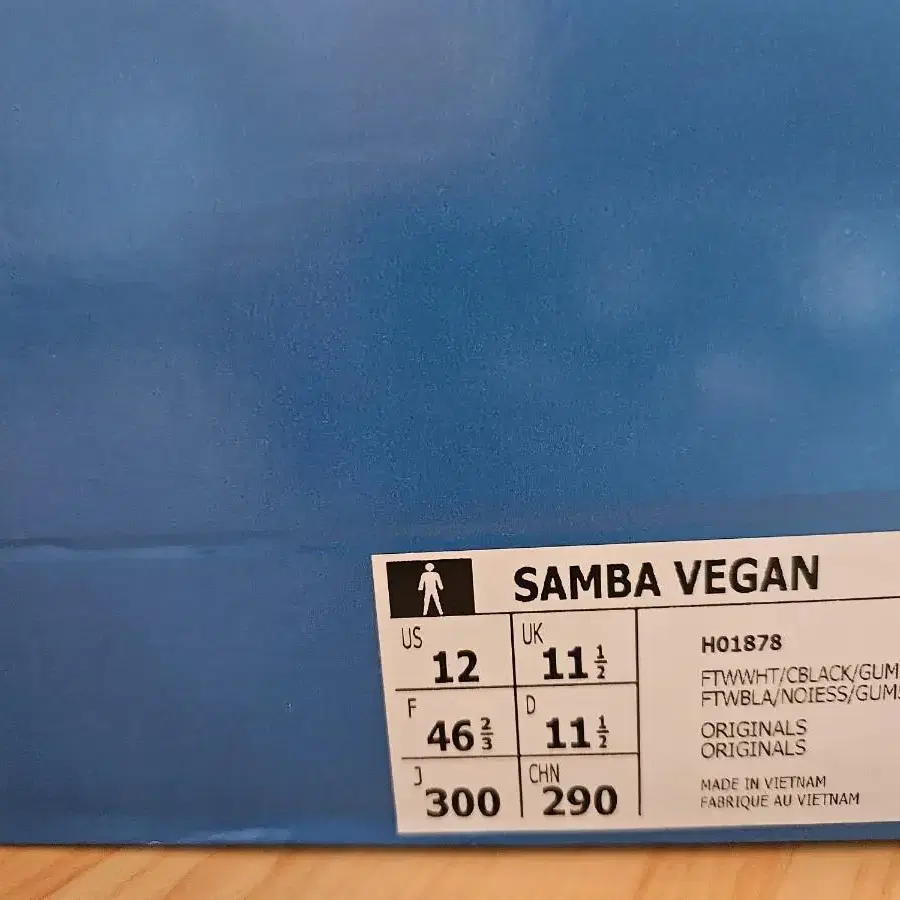 SAMBA VEGAN
US 12 UK 11 1/2
F 46 2/3 D 11 1/2
J 300 CHN 290
H01878
FTWWHT/CBLACK/GUM
FTWBLA/NOIESS/GUM
ORIGINALS
ORIGINALS
MADE IN VIETNAM
FABRIQUE AU VIETNAM